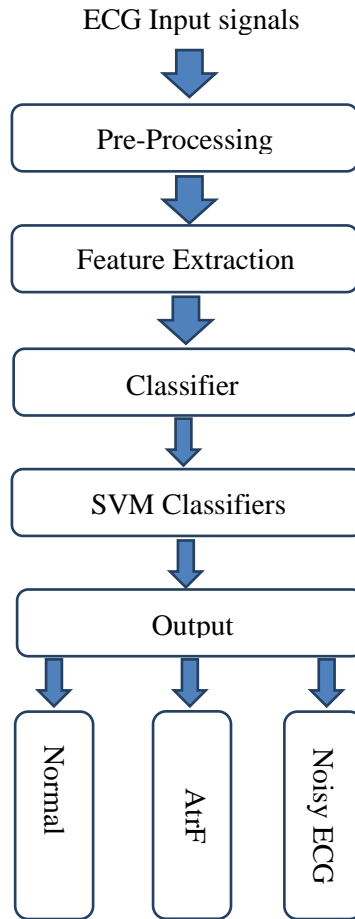 ECG Input signals
Pre-Processing
Feature Extraction
Classifier
SVM Classifiers
Output
Normal
AtrF
Noisy ECG